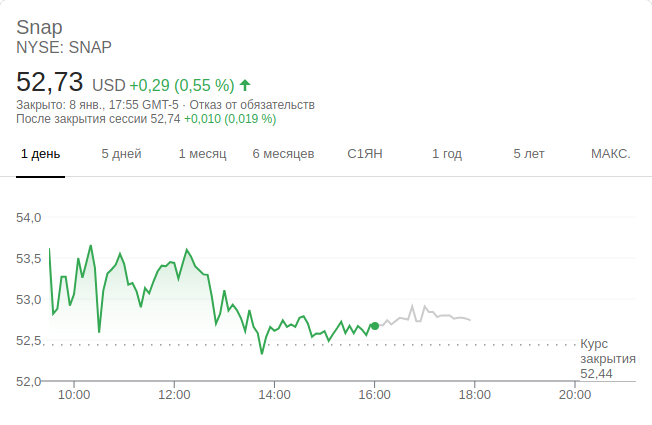 Snap
NYSE: SNAP
52,73 USD +0,29 (0,55 %)
Закрыто: 8 янв., 17:55 GMT-5 · Отказ от обязательств
После закрытия сессии 52,74 +0,010 (0,019 %)
1 день 5 дней 1 месяц 6 месяцев С1ЯН 1 год 5 лет МАКС.
54,0
53,5
53,0
52,5
Курс
закрытия
52,44
52,0
10:00 12:00 14:00 16:00 18:00 20:00